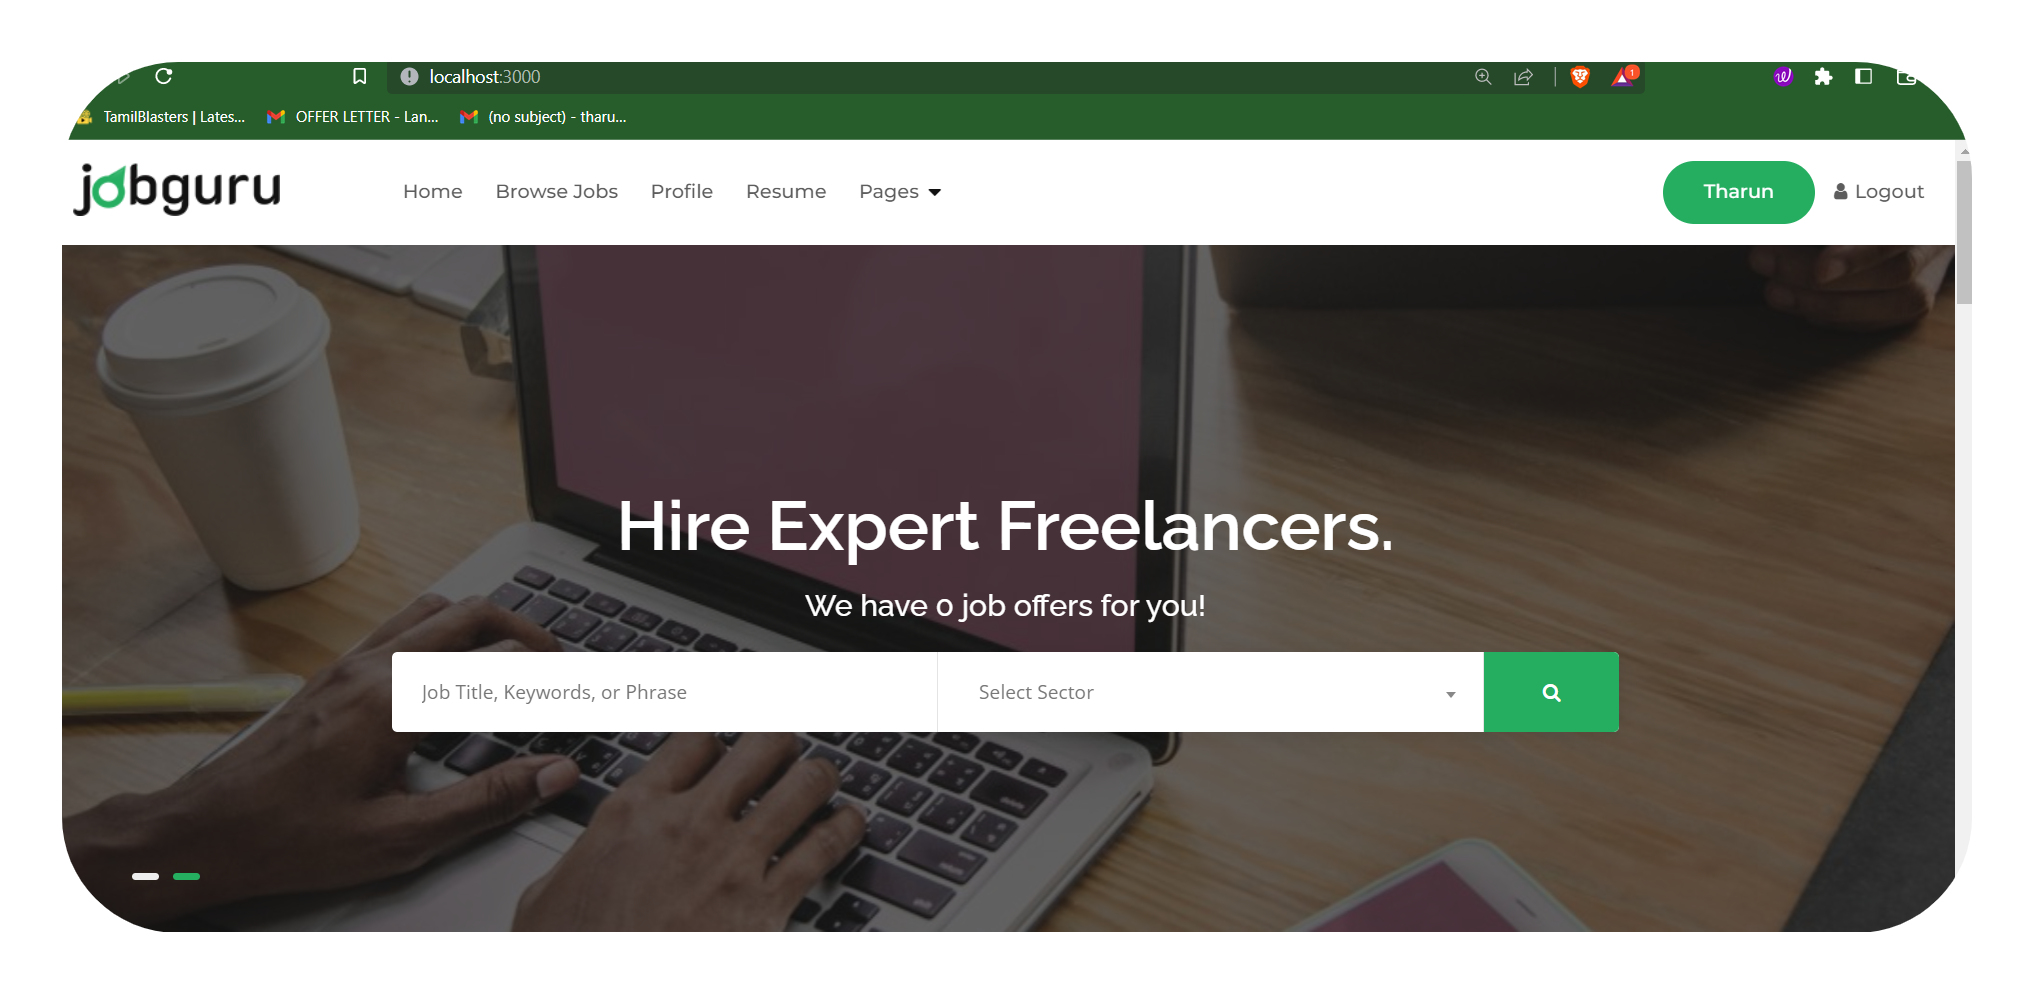 localhost:3000
1
TamilBlasters | Lates... OFFER LETTER - Lan... (no subject) - tharu...
jobguru Home Browse Jobs Profile Resume Pages Tharun Logout
Hire Expert Freelancers.
We have 0 job offers for you!
Job Title, Keywords, or Phrase Select Sector